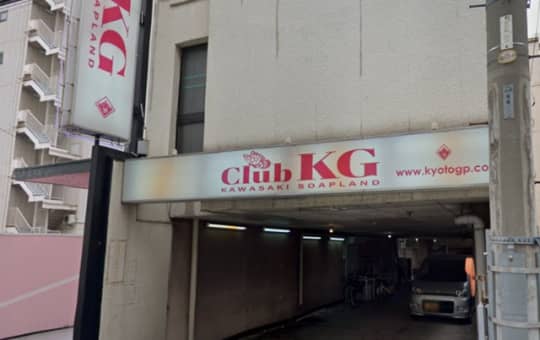 KG
SOAPLAND
Club KG
KAWASAKI SOAPLAND
www.kyotogp.co